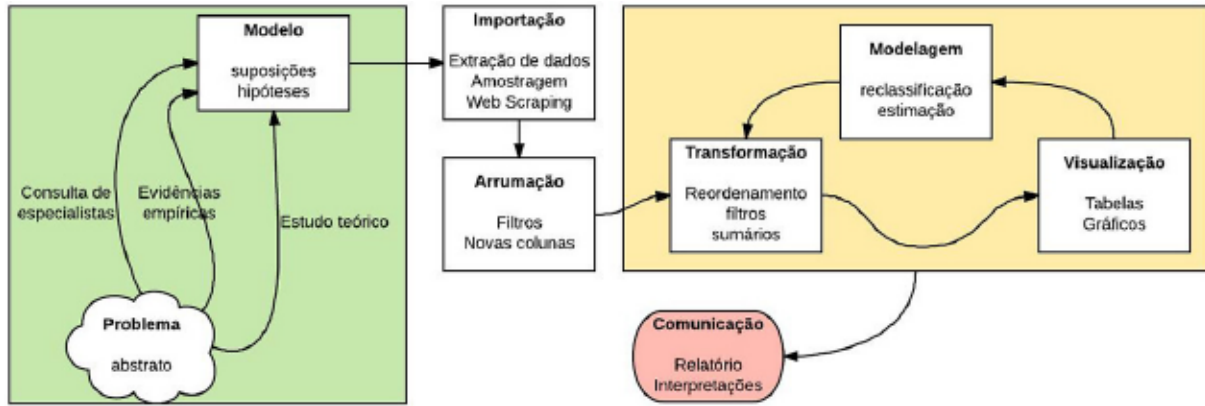 Modelo
suposições
hipóteses
Consulta de
especialistas
Evidências
empíricas
Estudo teórico
Problema
abstrato
Importação
Extração de dados
Amostragem
Web Scraping
Arrumação
Filtros
Novas colunas
Modelagem
reclassificação
estimação
Transformação
Reordenamento
filtros
sumários
Visualização
Tabelas
Gráficos
Comunicação
Relatório
Interpretações